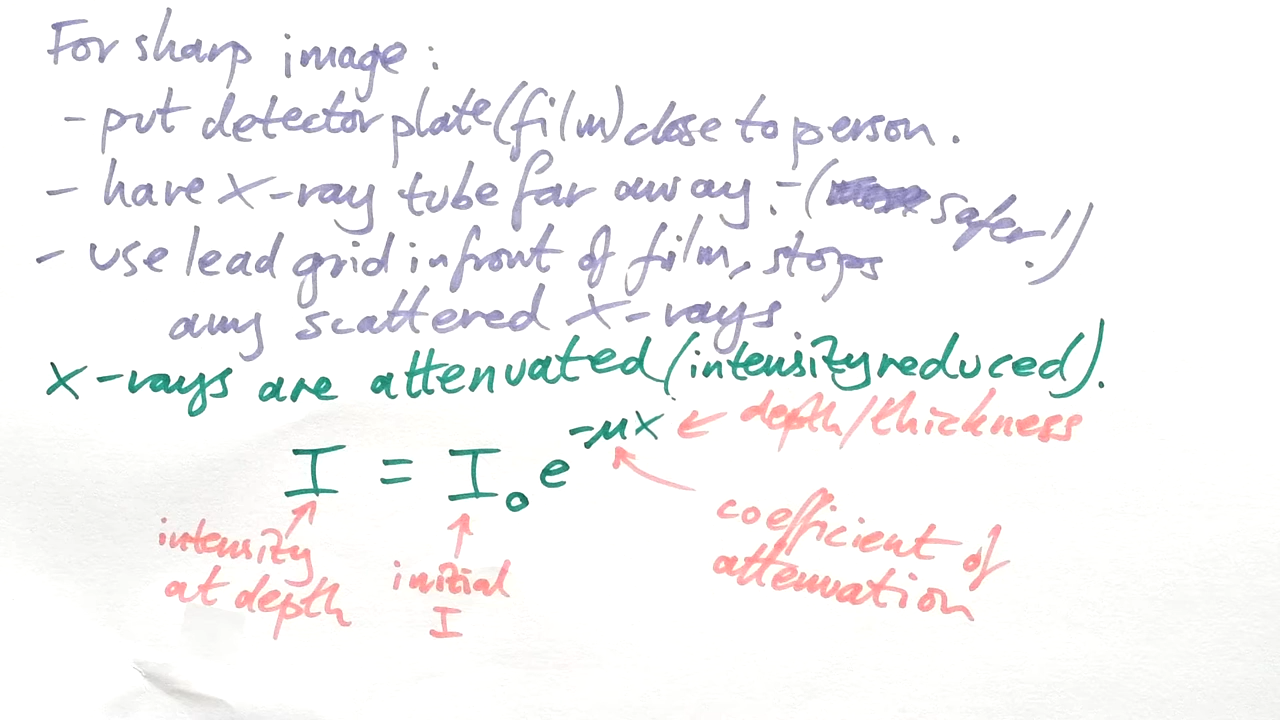 For sharp image :
- put detector plate (film) close to person.
- have X-ray tube far away. - ( safer!)
- use lead grid in front of film, stops
any scattered X-rays
X-rays are attenuated (intensity reduced).
I = I₀ e^-μx ← depth/thickness
intensity at depth
initial I
coefficient of attenuation